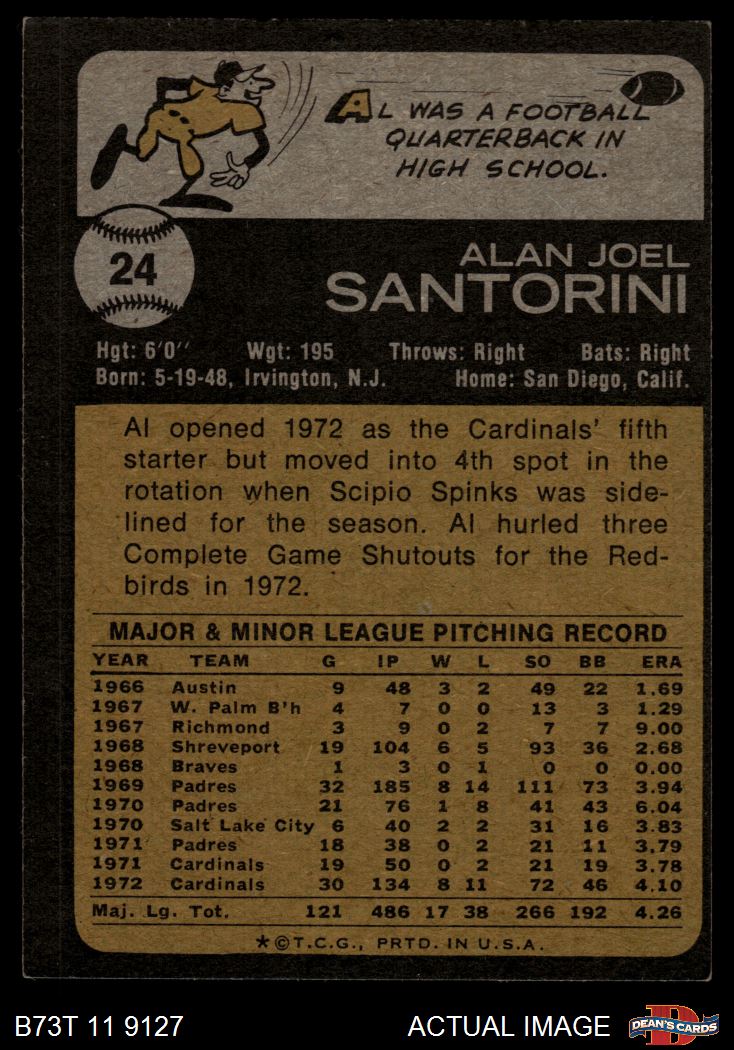 AL WAS A FOOTBALL
QUARTERBACK IN
HIGH SCHOOL.
24
ALAN JOEL
SANTORINI
Hgt: 6'0" Wgt: 195 Throws: Right Bats: Right
Born: 5-19-48, Irvington, N.J. Home: San Diego, Calif.
Al opened 1972 as the Cardinals' fifth
starter but moved into 4th spot in the
rotation when Scipio Spinks was side-
lined for the season. Al hurled three
Complete Game Shutouts for the Red-
birds in 1972.
MAJOR & MINOR LEAGUE PITCHING RECORD
YEAR TEAM G IP W L SO BB ERA
1966 Austin 9 48 3 2 49 22 1.69
1967 W. Palm B'h 4 7 0 0 13 3 1.29
1967 Richmond 3 9 0 2 7 7 9.00
1968 Shreveport 19 104 6 5 93 36 2.68
1968 Braves 1 3 0 1 0 0 0.00
1969 Padres 32 185 8 14 111 73 3.94
1970 Padres 21 76 1 8 41 43 6.04
1970 Salt Lake City 6 40 2 2 31 16 3.83
1971 Padres 18 38 0 2 21 11 3.79
1971 Cardinals 19 50 0 2 21 19 3.78
1972 Cardinals 30 134 8 11 72 46 4.10
Maj. Lg. Tot. 121 486 17 38 266 192 4.26
*©T.C.G., PRTD. IN U.S.A.
B73T 11 9127 ACTUAL IMAGE DEAN'S CARDS